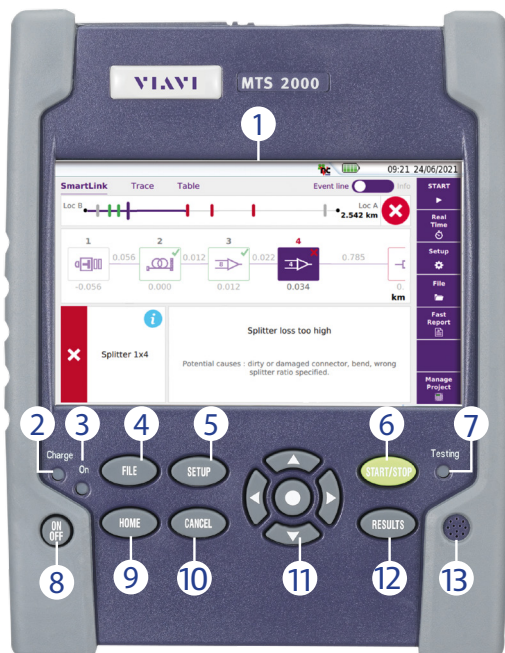 VIAVI MTS 2000
1
09:21 24/06/2021
SmartLink Trace Table Event line Info
START
Loc B Loc A
2.542 km
Real
Time
1 2 3 4
0.056 0.012 0.022 0.785
Setup
-0.056 0.000 0.012 0.034 0.
km
File
Fast
Report
i
Splitter 1x4
Splitter loss too high
Potential causes : dirty or damaged connector, bend, wrong
splitter ratio specified.
Manage
Project
2 3 4 5 6 7
Charge
On
Testing
FILE SETUP START/STOP
ON
OFF
HOME CANCEL RESULTS
8 9 10 11 12 13